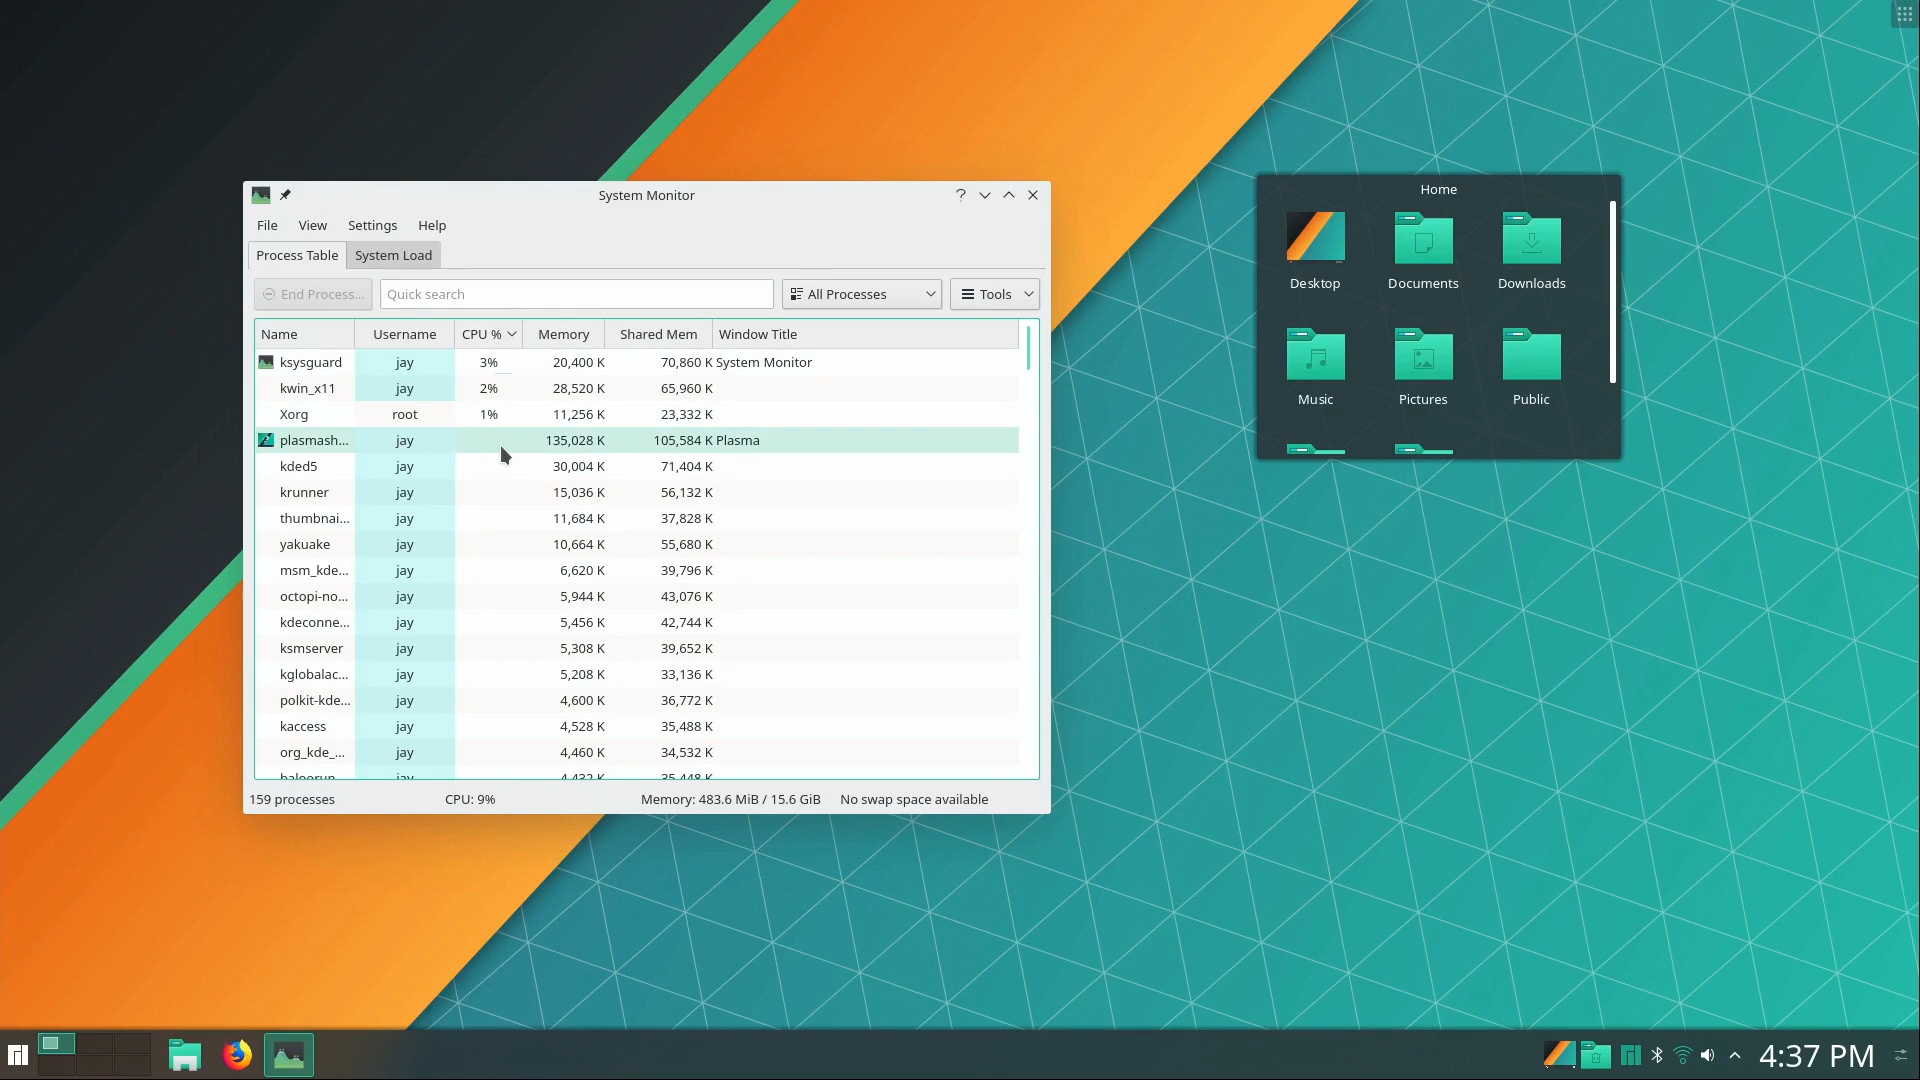 System Monitor
File View Settings Help
Process Table System Load
End Process... Quick search All Processes Tools
Name Username CPU % Memory Shared Mem Window Title
ksysguard jay 3% 20,400 K 70,860 K System Monitor
kwin_x11 jay 2% 28,520 K 65,960 K
Xorg root 1% 11,256 K 23,332 K
plasmash... jay 135,028 K 105,584 K Plasma
kded5 jay 30,004 K 71,404 K
krunner jay 15,036 K 56,132 K
thumbnai... jay 11,684 K 37,828 K
yakuake jay 10,664 K 55,680 K
msm_kde... jay 6,620 K 39,796 K
octopi-no... jay 5,944 K 43,076 K
kdeconne... jay 5,456 K 42,744 K
ksmserver jay 5,308 K 39,652 K
kglobalac... jay 5,208 K 33,136 K
polkit-kde... jay 4,600 K 36,772 K
kaccess jay 4,528 K 35,488 K
org_kde_... jay 4,460 K 34,532 K
jay
159 processes CPU: 9% Memory: 483.6 MiB / 15.6 GiB No swap space available
Home
Desktop Documents Downloads
Music Pictures Public
4:37 PM